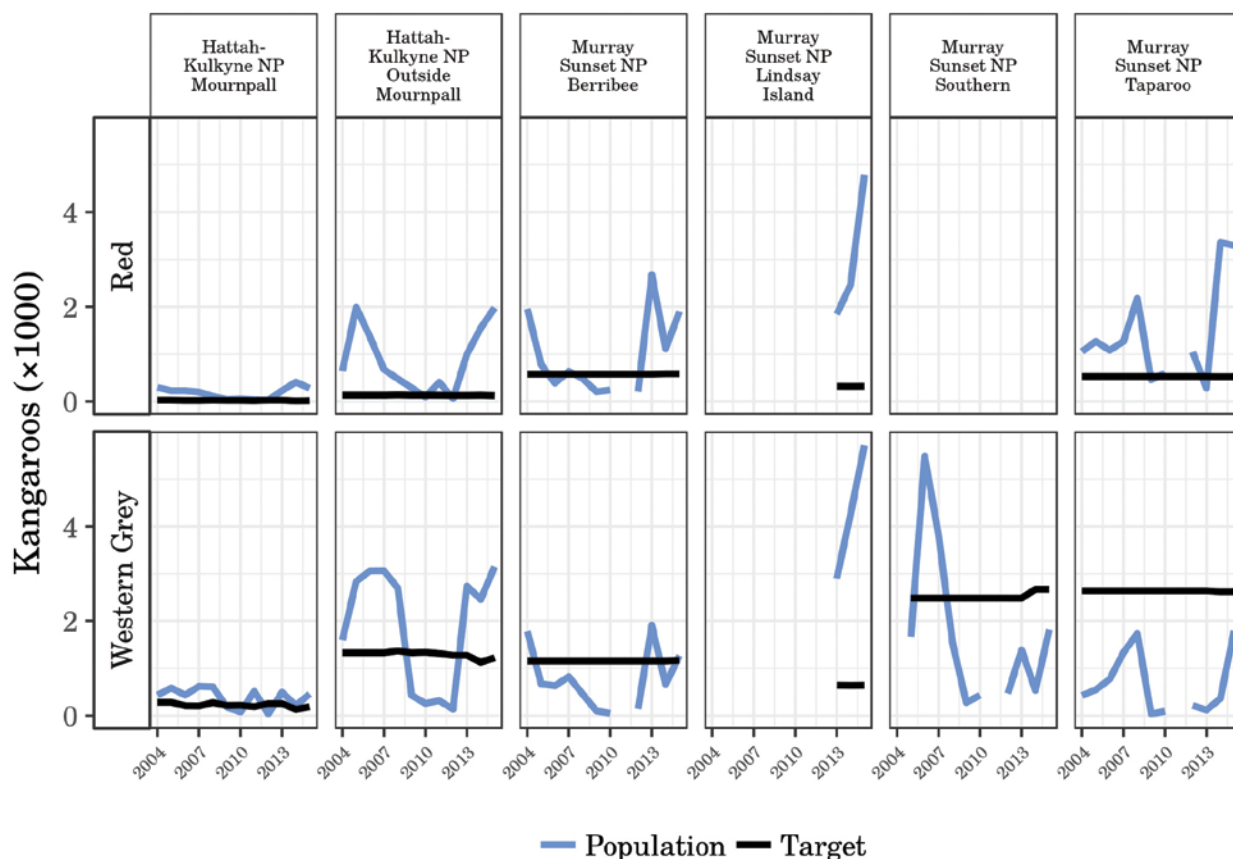 Hattah-
Kulkyne NP
Mournpall
Hattah-
Kulkyne NP
Outside
Mournpall
Murray
Sunset NP
Berribee
Murray
Sunset NP
Lindsay
Island
Murray
Sunset NP
Southern
Murray
Sunset NP
Taparoo
Kangaroos (×1000)
Red
4
2
0
Western Grey
4
2
0
2004 2007 2010 2013
2004 2007 2010 2013
2004 2007 2010 2013
2004 2007 2010 2013
2004 2007 2010 2013
2004 2007 2010 2013
Population Target